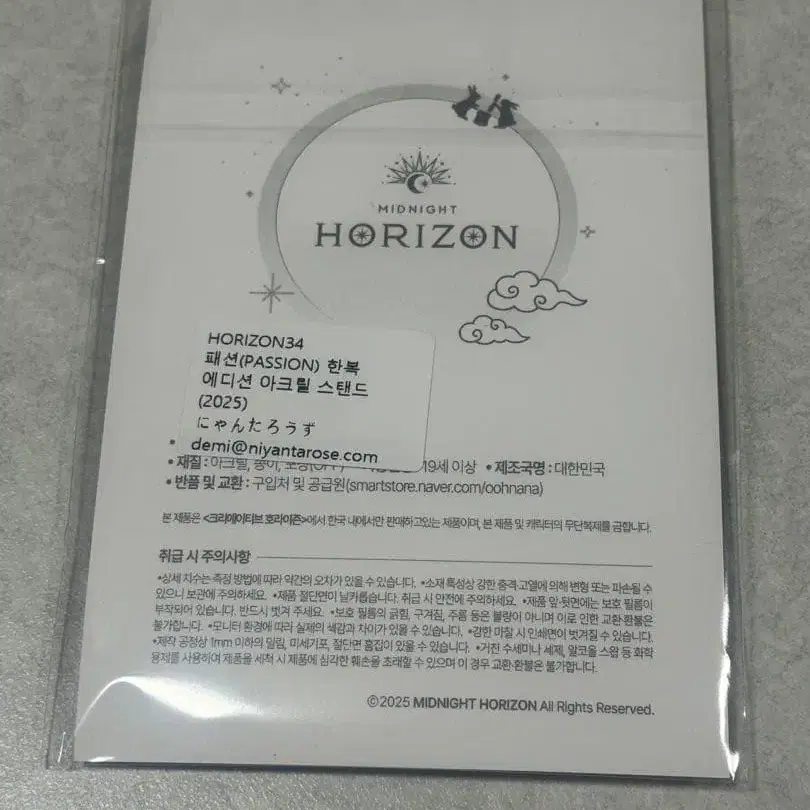 MIDNIGHT
HORIZON
HORIZON34
패션(PASSION) 한복
에디션 아크릴 스탠드
(2025)
にゃんたろうず
demi@niyantarose.com
• 재질 : 아크릴, 종이, 19세 이상 • 제조국명 : 대한민국
• 반품 및 교환 : 구입처 및 공급원(smartstore.naver.com/oohnana)
본 제품은 <크리에이티브 호라이즌>에서 한국 내에서만 판매하고있는 제품이며, 본 제품 및 캐릭터의 무단복제를 금합니다.
취급 시 주의사항
•상세 치수는 측정 방법에 따라 약간의 오차가 있을 수 있습니다. •소재 특성상 강한 충격·고열에 의해 변형 또는 파손될 수
있으니 보관에 주의하세요. •제품 절단면이 날카롭습니다. 취급 시 안전에 주의하세요. •제품 앞·뒷면에는 보호 필름이
부착되어 있습니다. 반드시 벗겨 주세요. •보호 필름의 긁힘, 구겨짐, 주름 등은 불량이 아니며 이로 인한 교환·환불은
불가합니다. •모니터 환경에 따라 실제의 색감과 차이가 있을 수 있습니다. •강한 마찰 시 인쇄면이 벗겨질 수 있습니다.
•제작 공정상 1mm 이하의 밀림, 미세기포, 절단면 흠집이 있을 수 있습니다. •거친 수세미나 세제, 알코올 스왑 등 화학
용제를 사용하여 제품을 세척 시 제품에 심각한 훼손을 초래할 수 있으며 이 경우 교환·환불은 불가합니다.
©2025 MIDNIGHT HORIZON All Rights Reserved.